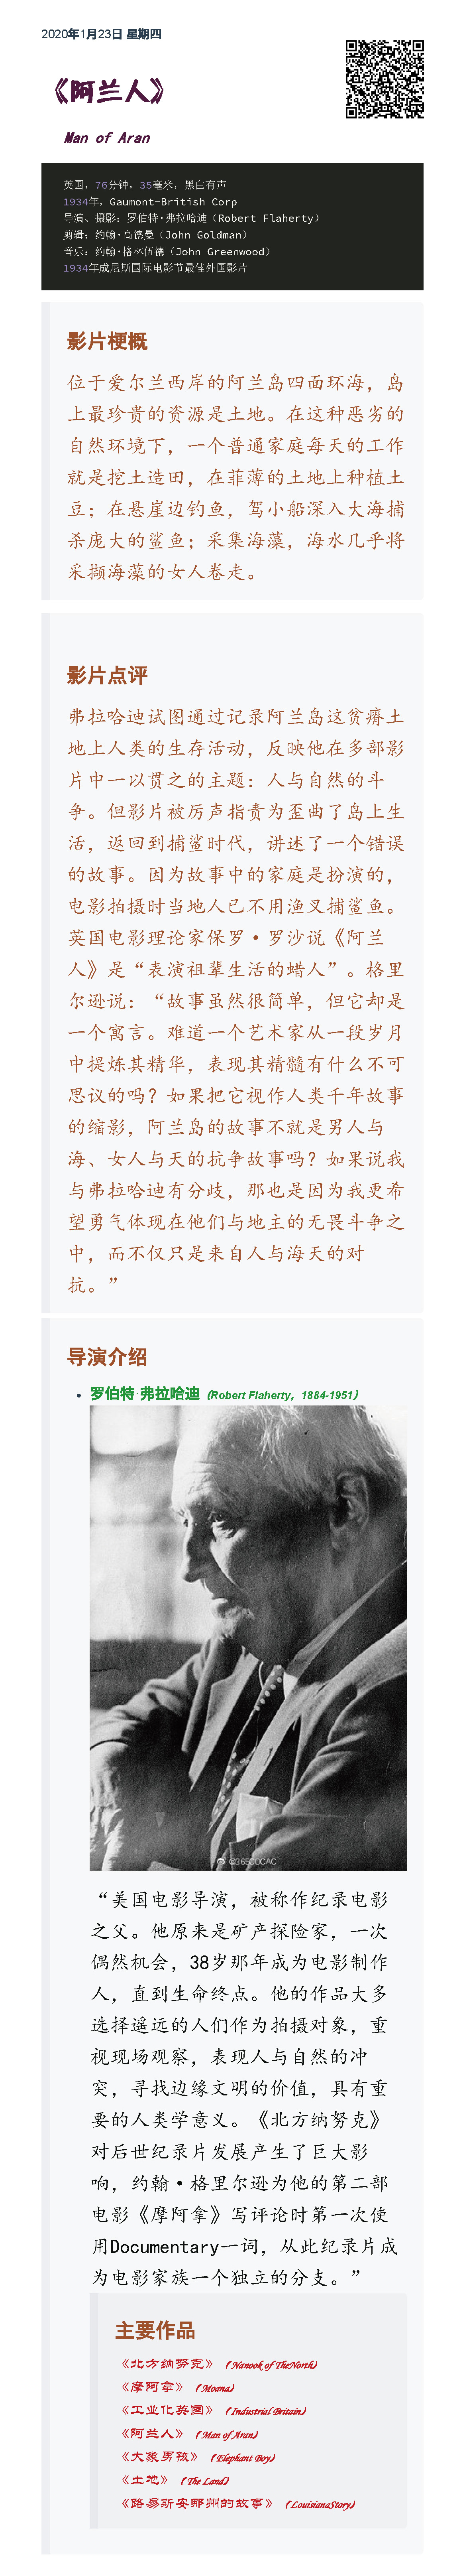 2020年1月23日 星期四
《阿兰人》
Man of Aran
英国，76分钟，35毫米，黑白有声
1934年，Gaumont-British Corp
导演、摄影：罗伯特·弗拉哈迪（Robert Flaherty）
剪辑：约翰·高德曼（John Goldman）
音乐：约翰·格林伍德（John Greenwood）
1934年威尼斯国际电影节最佳外国影片
影片梗概
位于爱尔兰西岸的阿兰岛四面环海，岛
上最珍贵的资源是土地。在这种恶劣的
自然环境下，一个普通家庭每天的工作
就是挖土造田，在菲薄的土地上种植土
豆；在悬崖边钓鱼，驾小船深入大海捕
杀庞大的鲨鱼；采集海藻，海水几乎将
采撷海藻的女人卷走。
影片点评
弗拉哈迪试图通过记录阿兰岛这贫瘠土
地上人类的生存活动，反映他在多部影
片中一以贯之的主题：人与自然的斗
争。但影片被厉声指责为歪曲了岛上生
活，返回到捕鲨时代，讲述了一个错误
的故事。因为故事中的家庭是扮演的，
电影拍摄时当地人已不用渔叉捕鲨鱼。
英国电影理论家保罗·罗沙说《阿兰
人》是“表演祖辈生活的蜡人”。格里
尔逊说：“故事虽然很简单，但它却是
一个寓言。难道一个艺术家从一段岁月
中提炼其精华，表现其精髓有什么不可
思议的吗？如果把它视作人类千年故事
的缩影，阿兰岛的故事不就是男人与
海、女人与天的抗争故事吗？如果说我
与弗拉哈迪有分歧，那也是因为我更希
望勇气体现在他们与地主的无畏斗争之
中，而不仅只是来自人与海天的对
抗。”
导演介绍
罗伯特·弗拉哈迪（Robert Flaherty，1884-1951）
@365COCAC
“美国电影导演，被称作纪录电影
之父。他原来是矿产探险家，一次
偶然机会，38岁那年成为电影制作
人，直到生命终点。他的作品大多
选择遥远的人们作为拍摄对象，重
视现场观察，表现人与自然的冲
突，寻找边缘文明的价值，具有重
要的人类学意义。《北方纳努克》
对后世纪录片发展产生了巨大影
响，约翰·格里尔逊为他的第二部
电影《摩阿拿》写评论时第一次使
用Documentary一词，从此纪录片成
为电影家族一个独立的分支。”
主要作品
《北方纳努克》（Nanook of TheNorth）
《摩阿拿》（Moana）
《工业化英国》（Industrial Britain）
《阿兰人》（Man of Aran）
《大象男孩》（Elephant Boy）
《土地》（The Land）
《路易斯安那州的故事》（LouisianaStory）